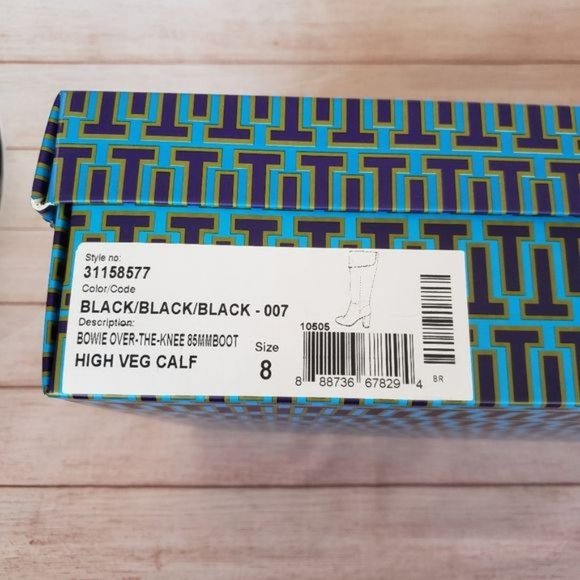 Style no:
31158577
Color/Code
BLACK/BLACK/BLACK - 007
Description:
BOWIE OVER-THE-KNEE 85MMBOOT
HIGH VEG CALF
Size
8
10505
8 88736 67829 4
BR